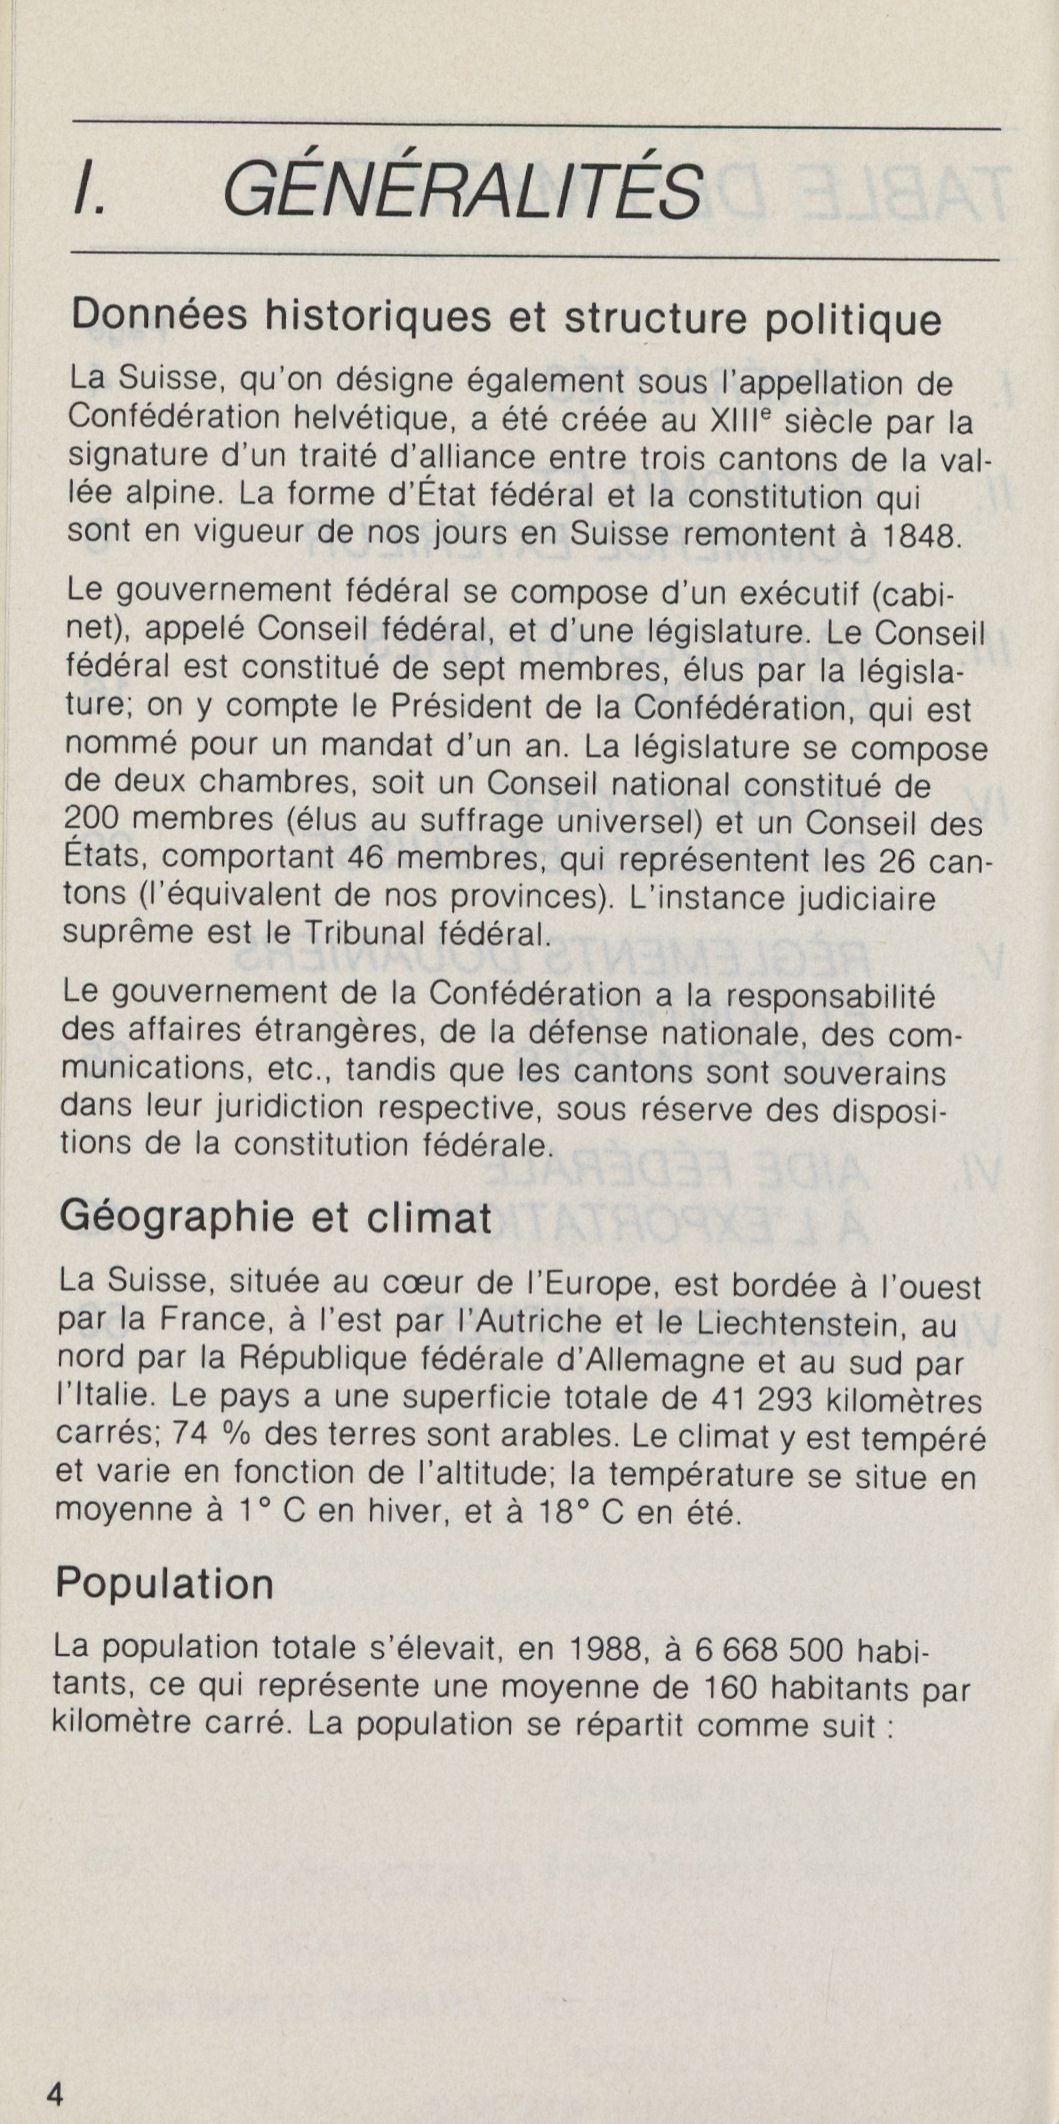 I. GÉNÉRALITÉS
Données historiques et structure politique
La Suisse, qu'on désigne également sous l'appellation de
Confédération helvétique, a été créée au XIIIe siècle par la
signature d'un traité d'alliance entre trois cantons de la val-
lée alpine. La forme d'État fédéral et la constitution qui
sont en vigueur de nos jours en Suisse remontent à 1848.
Le gouvernement fédéral se compose d'un exécutif (cabi-
net), appelé Conseil fédéral, et d'une législature. Le Conseil
fédéral est constitué de sept membres, élus par la législa-
ture; on y compte le Président de la Confédération, qui est
nommé pour un mandat d'un an. La législature se compose
de deux chambres, soit un Conseil national constitué de
200 membres (élus au suffrage universel) et un Conseil des
États, comportant 46 membres, qui représentent les 26 can-
tons (l'équivalent de nos provinces). L'instance judiciaire
suprême est le Tribunal fédéral.
Le gouvernement de la Confédération a la responsabilité
des affaires étrangères, de la défense nationale, des com-
munications, etc., tandis que les cantons sont souverains
dans leur juridiction respective, sous réserve des disposi-
tions de la constitution fédérale.
Géographie et climat
La Suisse, située au cœur de l'Europe, est bordée à l'ouest
par la France, à l'est par l'Autriche et le Liechtenstein, au
nord par la République fédérale d'Allemagne et au sud par
l'Italie. Le pays a une superficie totale de 41 293 kilomètres
carrés; 74 % des terres sont arables. Le climat y est tempéré
et varie en fonction de l'altitude; la température se situe en
moyenne à 1° C en hiver, et à 18° C en été.
Population
La population totale s'élevait, en 1988, à 6 668 500 habi-
tants, ce qui représente une moyenne de 160 habitants par
kilomètre carré. La population se répartit comme suit :
4